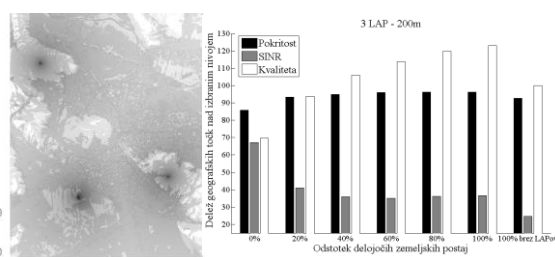 3 LAP - 200m
Pokritost
SINR
Kvaliteta
Delež geografskih točk nad izbranim nivojem
130
120
110
100
90
80
70
60
50
40
30
20
0%
20%
40%
60%
80%
100%
100% brez LAPov
Odstotek delojočih zemeljskih postaj